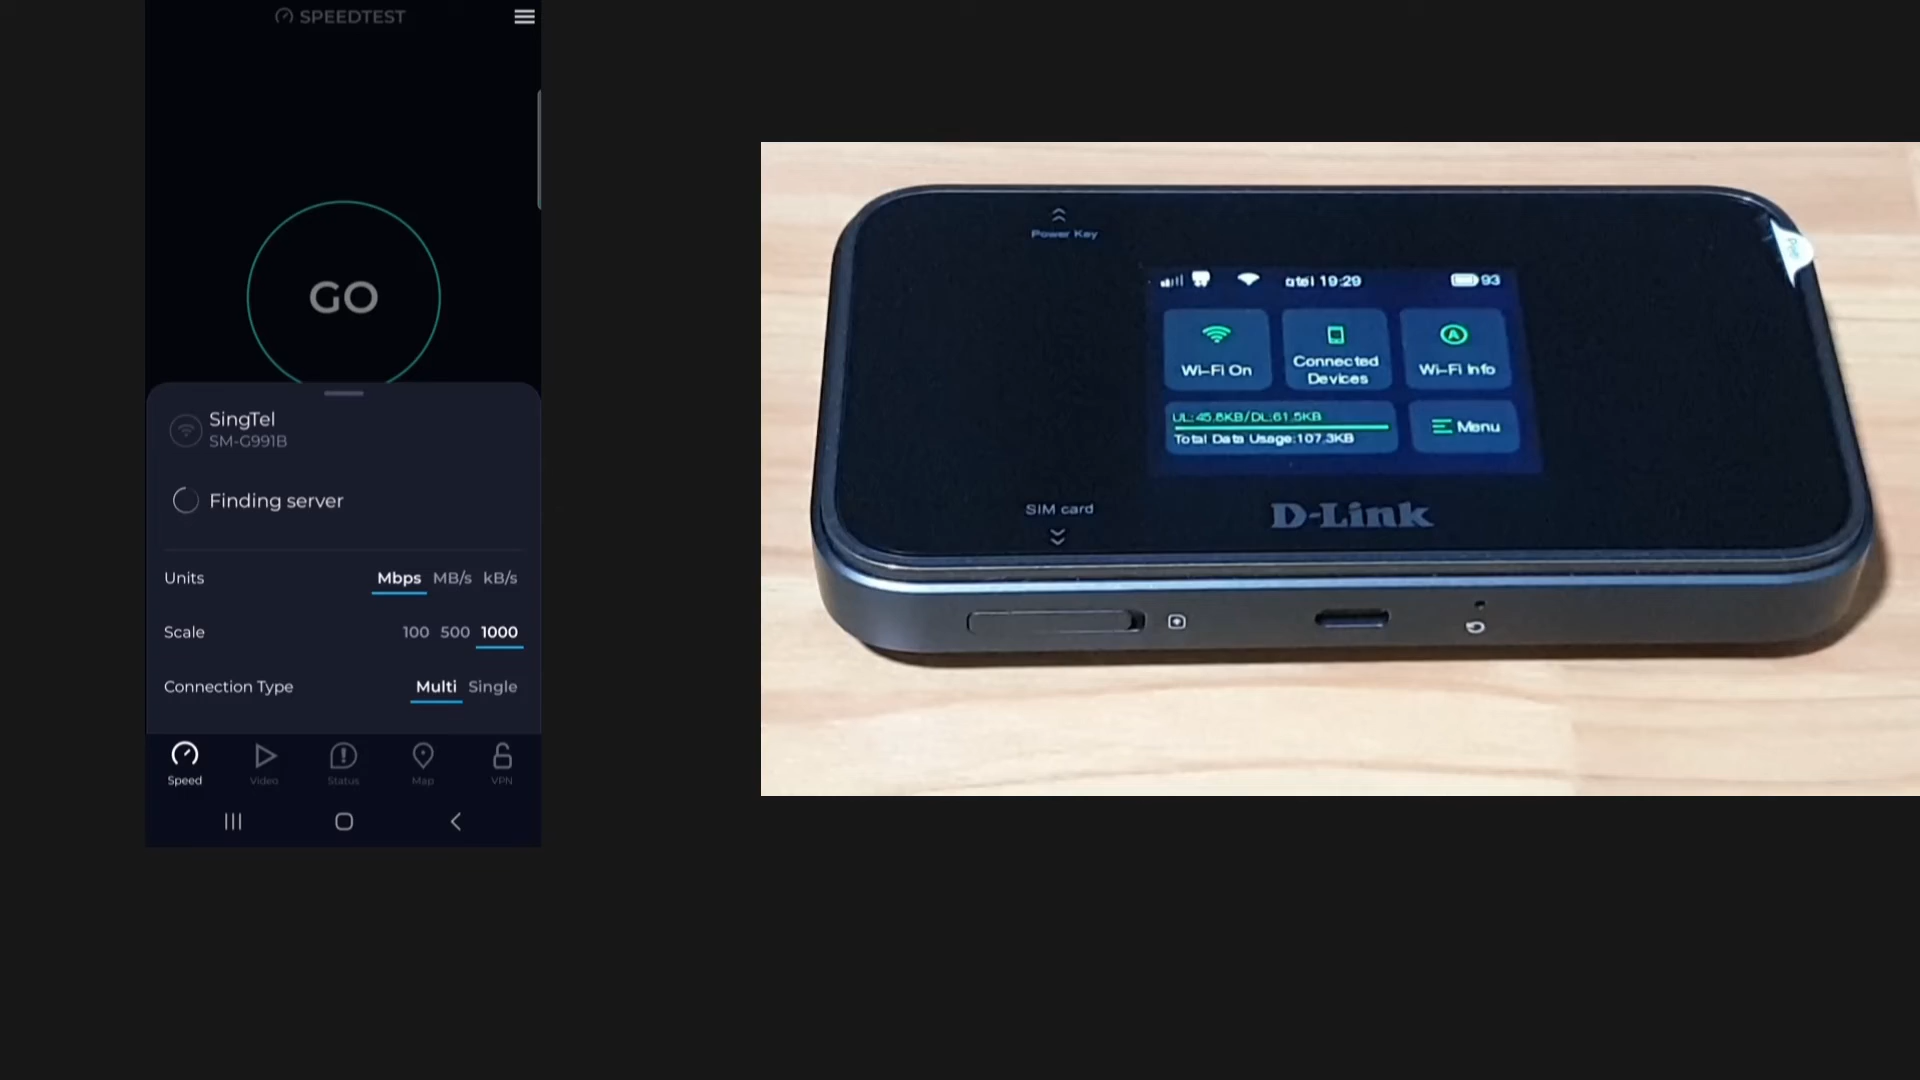 SPEEDTEST
GO
SingTel
SM-G991B
Finding server
Units Mbps MB/s kB/s
Scale 100 500 1000
Connection Type Multi Single
Speed Video Status Map VPN
Power Key
19:29 93
Wi-Fi On
Connected Devices
Wi-Fi Info
UL:45.8KB/DL:61.5KB
Total Data Usage:107.3KB
Menu
SIM card
D-Link